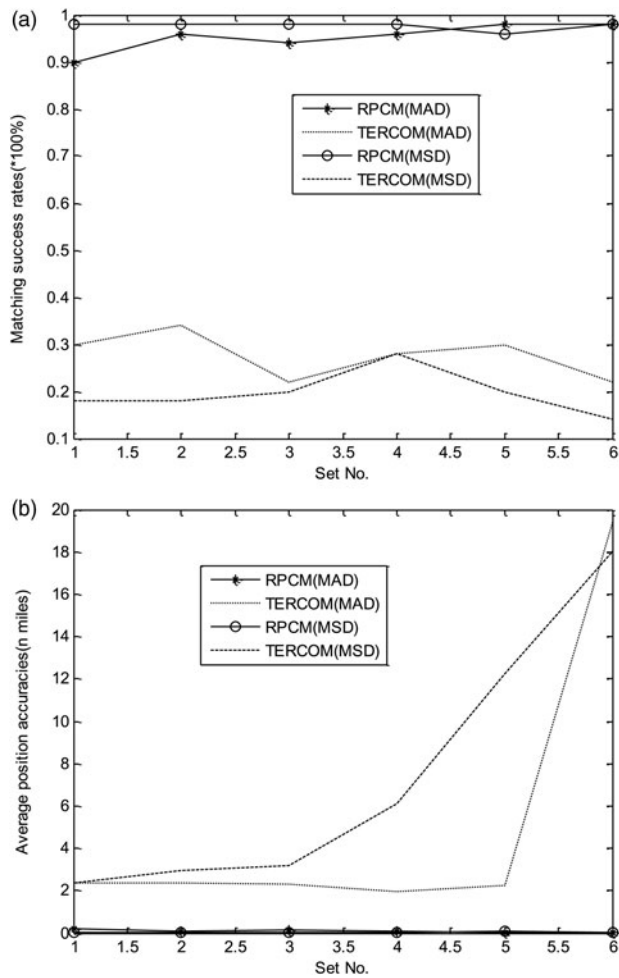 (a)
1
0.9
0.8
0.7
0.6
0.5
0.4
0.3
0.2
0.1
Matching success rates(*100%)
RPCM(MAD)
TERCOM(MAD)
RPCM(MSD)
TERCOM(MSD)
1 1.5 2 2.5 3 3.5 4 4.5 5 5.5 6
Set No.
(b)
20
18
16
14
12
10
8
6
4
2
0
Average position accuracies(n miles)
RPCM(MAD)
TERCOM(MAD)
RPCM(MSD)
TERCOM(MSD)
1 1.5 2 2.5 3 3.5 4 4.5 5 5.5 6
Set No.